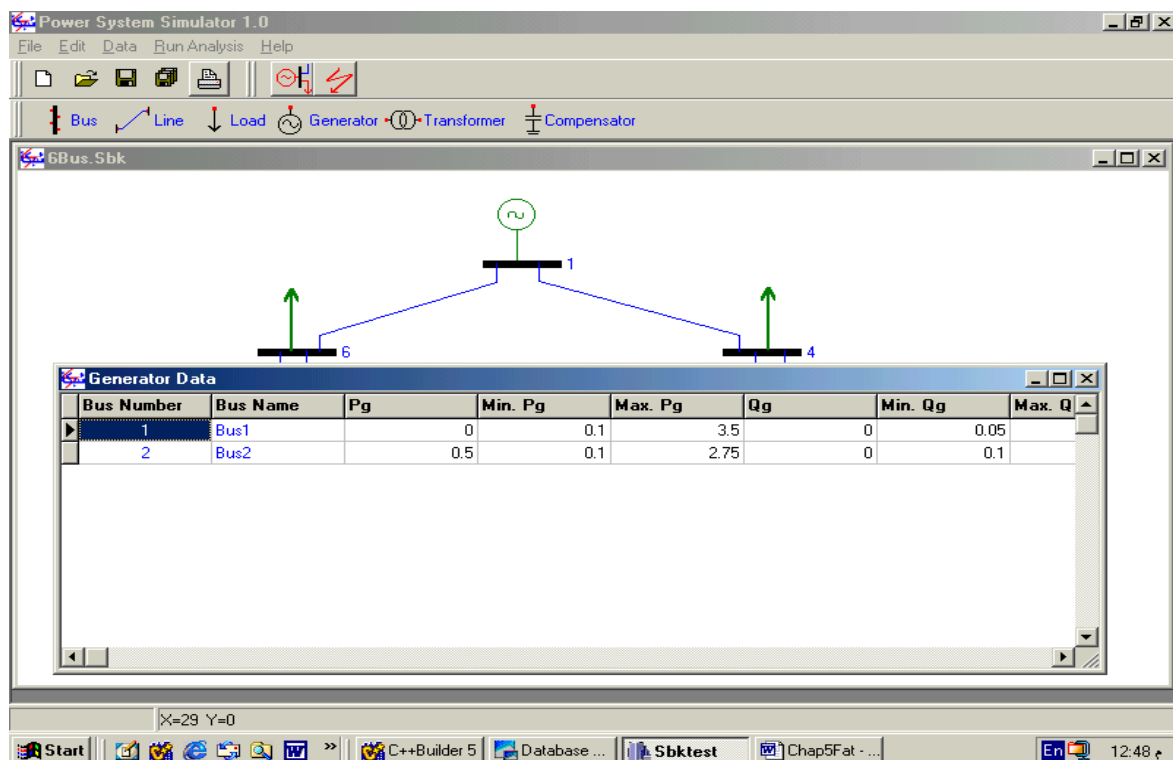 Power System Simulator 1.0
File Edit Data Run Analysis Help
Bus Line Load Generator Transformer Compensator
6Bus.Sbk
1
6
4
Generator Data
Bus Number Bus Name Pg Min. Pg Max. Pg Qg Min. Qg Max. Q
1 Bus1 0 0.1 3.5 0 0.05
2 Bus2 0.5 0.1 2.75 0 0.1
X=29 Y=0
Start » C++Builder 5 Database ... Sbktest Chap5Fat - ... En 12:48 م